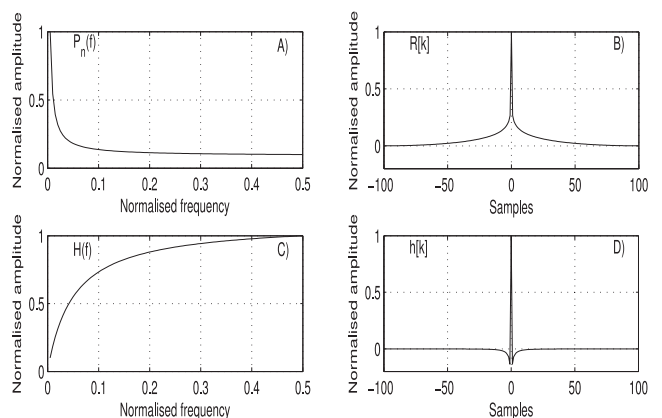 Normalised amplitude
1
0.5
0
P_n(f)
A)
0 0.1 0.2 0.3 0.4 0.5
Normalised frequency
Normalised amplitude
1
0.5
0
R[k]
B)
−100 −50 0 50 100
Samples
Normalised amplitude
1
0.5
0
H(f)
C)
0 0.1 0.2 0.3 0.4 0.5
Normalised frequency
Normalised amplitude
1
0.5
0
h[k]
D)
−100 −50 0 50 100
Samples